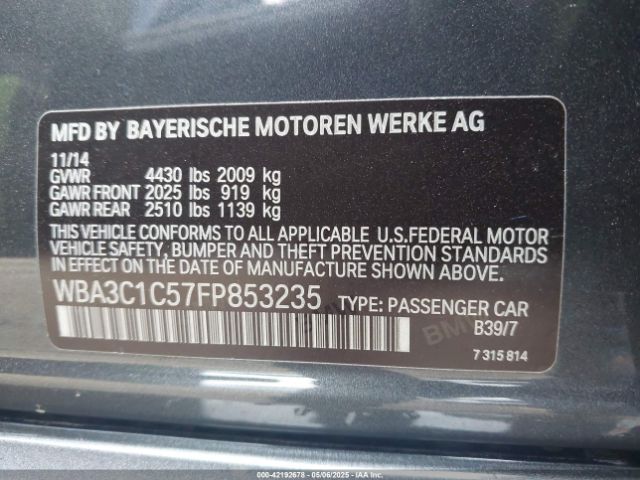 MFD BY BAYERISCHE MOTOREN WERKE AG
11/14
GVWR 4430 lbs 2009 kg
GAWR FRONT 2025 lbs 919 kg
GAWR REAR 2510 lbs 1139 kg
THIS VEHICLE CONFORMS TO ALL APPLICABLE U.S.FEDERAL MOTOR
VEHICLE SAFETY, BUMPER AND THEFT PREVENTION STANDARDS IN
EFFECT ON THE DATE OF MANUFACTURE SHOWN ABOVE.
WBA3C1C57FP853235 TYPE: PASSENGER CAR
B39/7
7 315 814
000-42192678 - 05/06/2025 - IAA Inc.